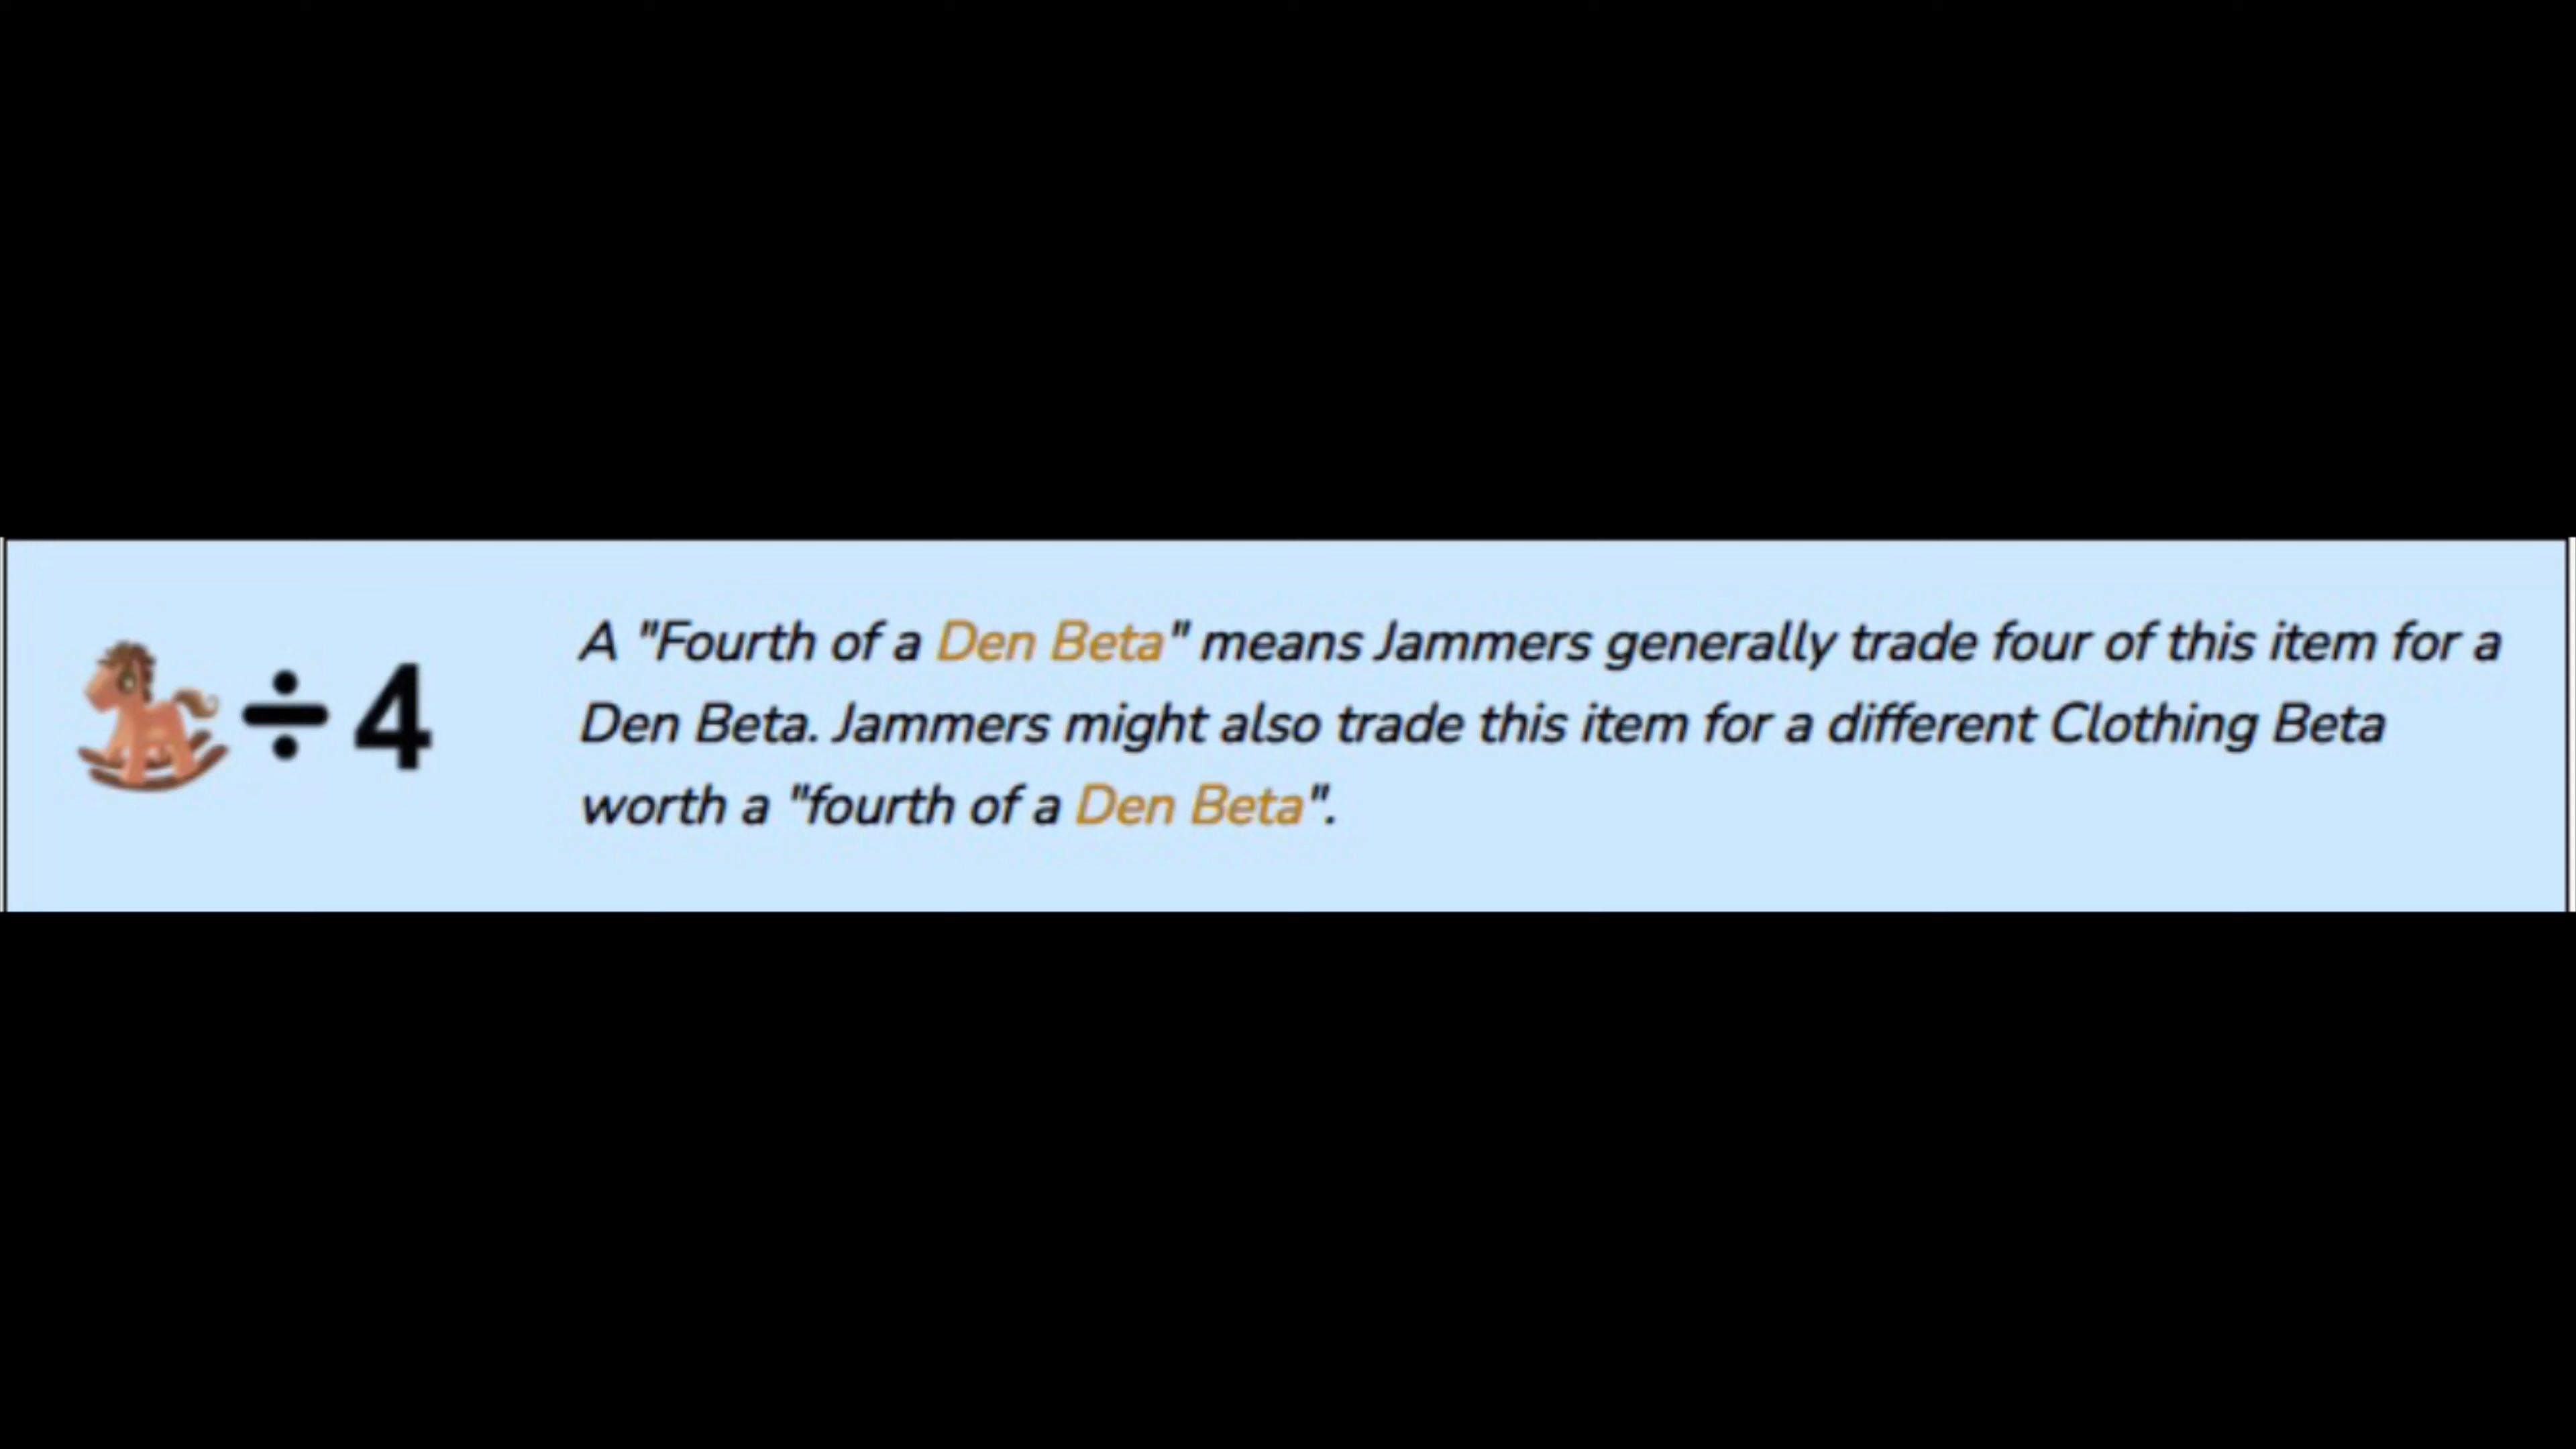 ÷ 4
A "Fourth of a Den Beta" means Jammers generally trade four of this item for a
Den Beta. Jammers might also trade this item for a different Clothing Beta
worth a "fourth of a Den Beta".